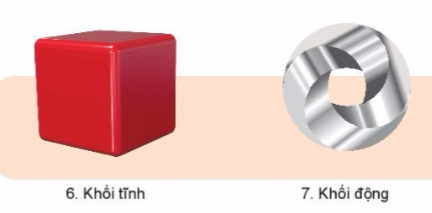 6. Khối tĩnh
7. Khối động